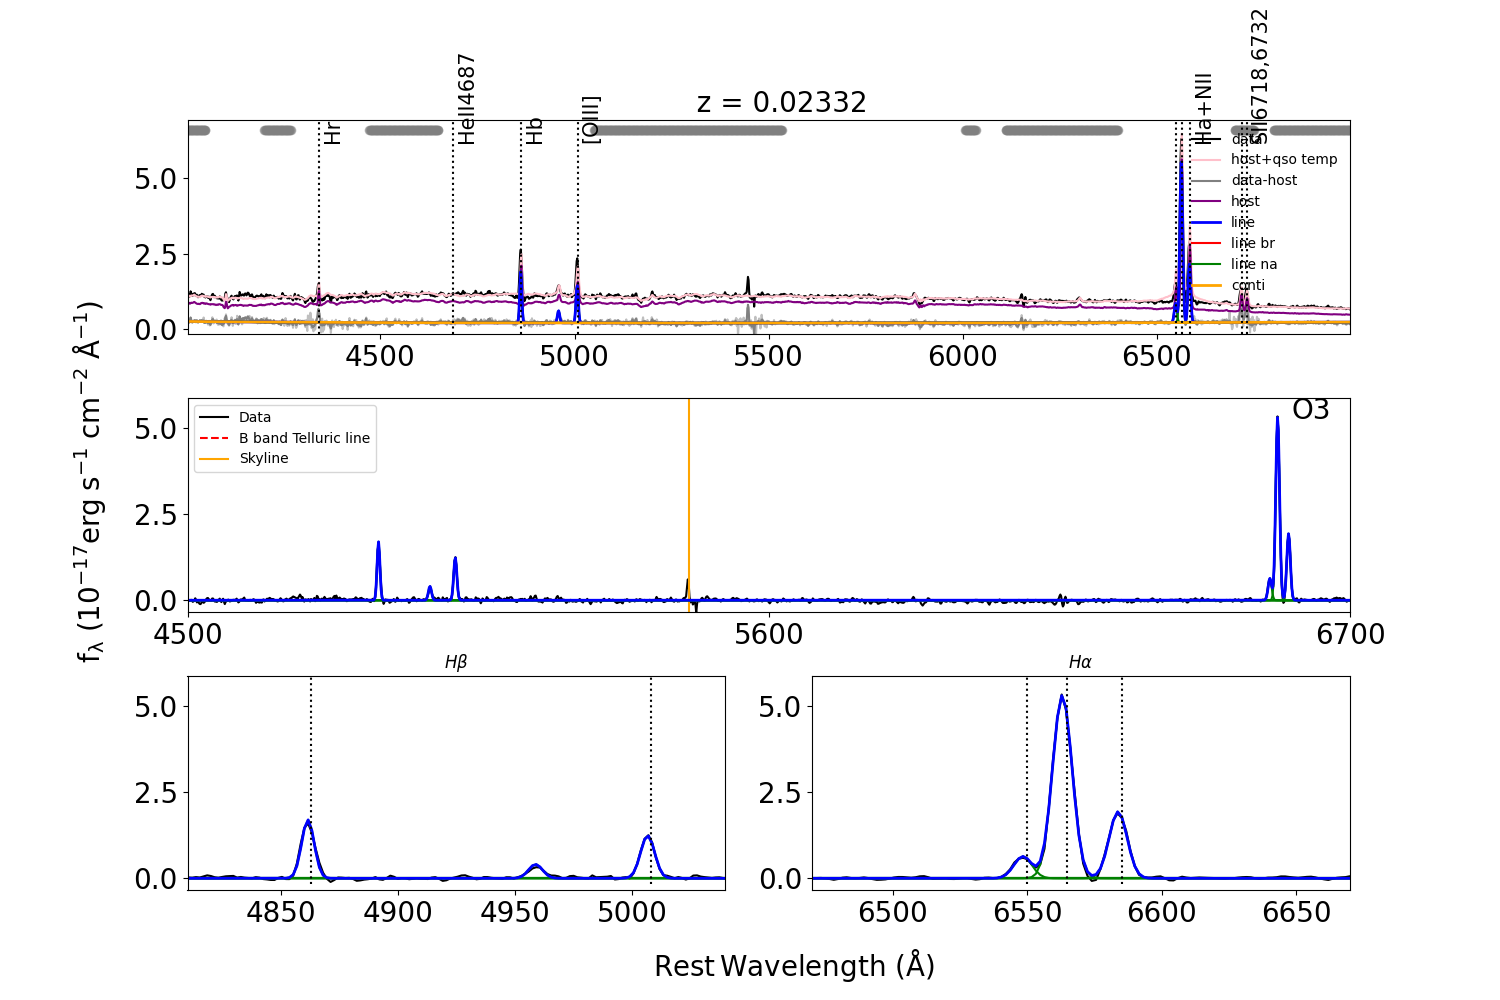 z = 0.02332
Hr
HeII4687
Hb
[OIII]
Ha+NII
SII6718,6732
data
host+qso temp
data-host
host
line
line br
line na
conti
5.0
2.5
0.0
4500 5000 5500 6000 6500
Data
B band Telluric line
Skyline
O3
5.0
2.5
0.0
4500 5600 6700
fλ (10⁻¹⁷erg s⁻¹ cm⁻² Å⁻¹)
Hβ
5.0
2.5
0.0
4850 4900 4950 5000
Hα
5.0
2.5
0.0
6500 6550 6600 6650
Rest Wavelength (Å)